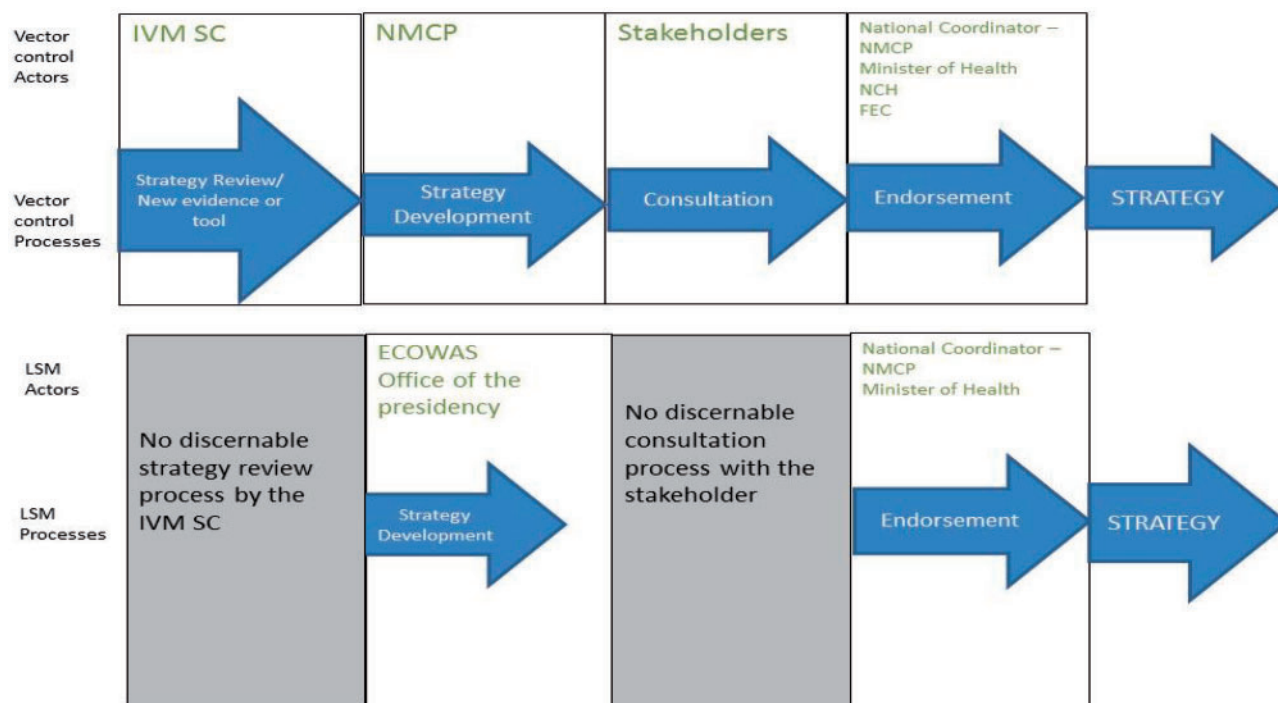 Vector
control
Actors
IVM SC
NMCP
Stakeholders
National Coordinator –
NMCP
Minister of Health
NCH
FEC
Vector
control
Processes
Strategy Review/
New evidence or
tool
Strategy
Development
Consultation
Endorsement
STRATEGY
LSM
Actors
ECOWAS
Office of the
presidency
National Coordinator –
NMCP
Minister of Health
LSM
Processes
No discernable
strategy review
process by the
IVM SC
Strategy
Development
No discernable
consultation
process with the
stakeholder
Endorsement
STRATEGY